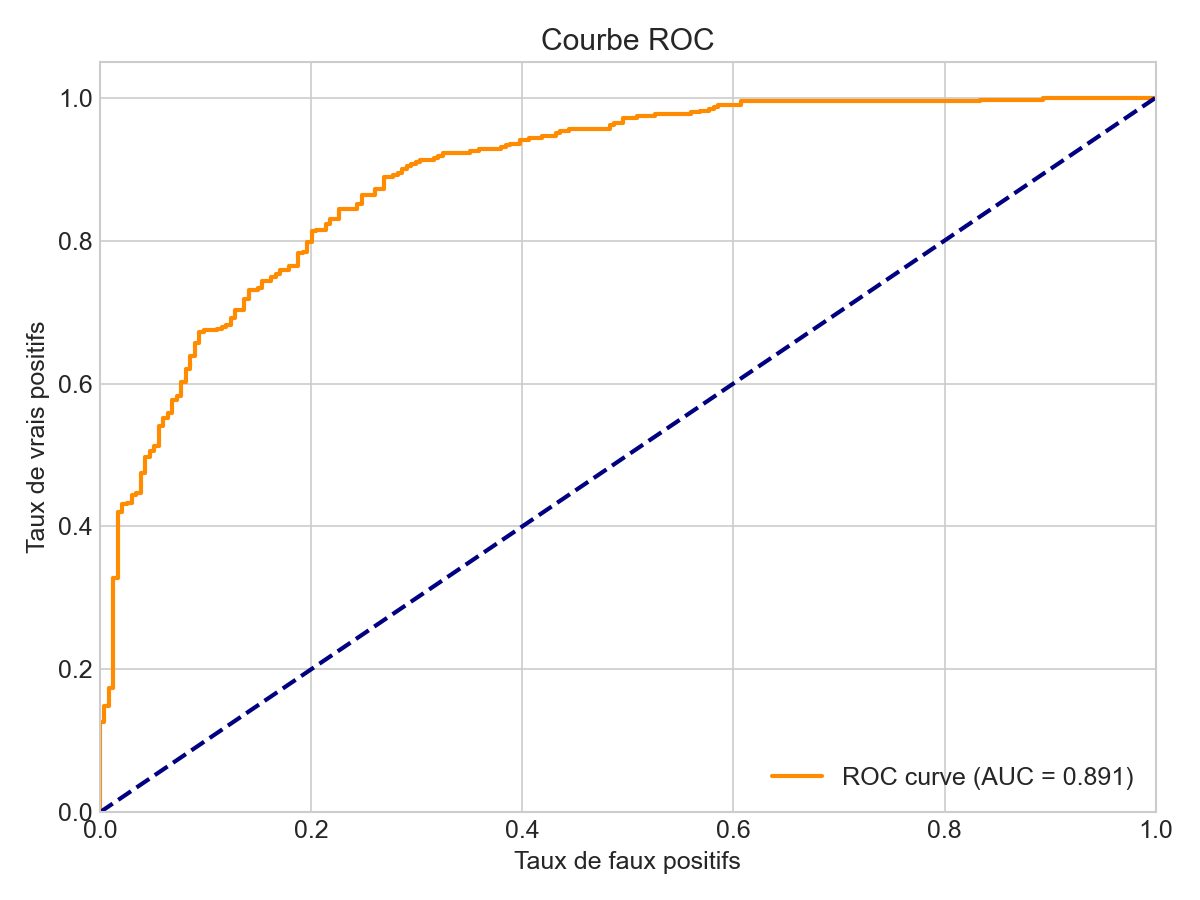 Courbe ROC
1.0
0.8
0.6
0.4
0.2
0.0
Taux de vrais positifs
ROC curve (AUC = 0.891)
0.0 0.2 0.4 0.6 0.8 1.0
Taux de faux positifs